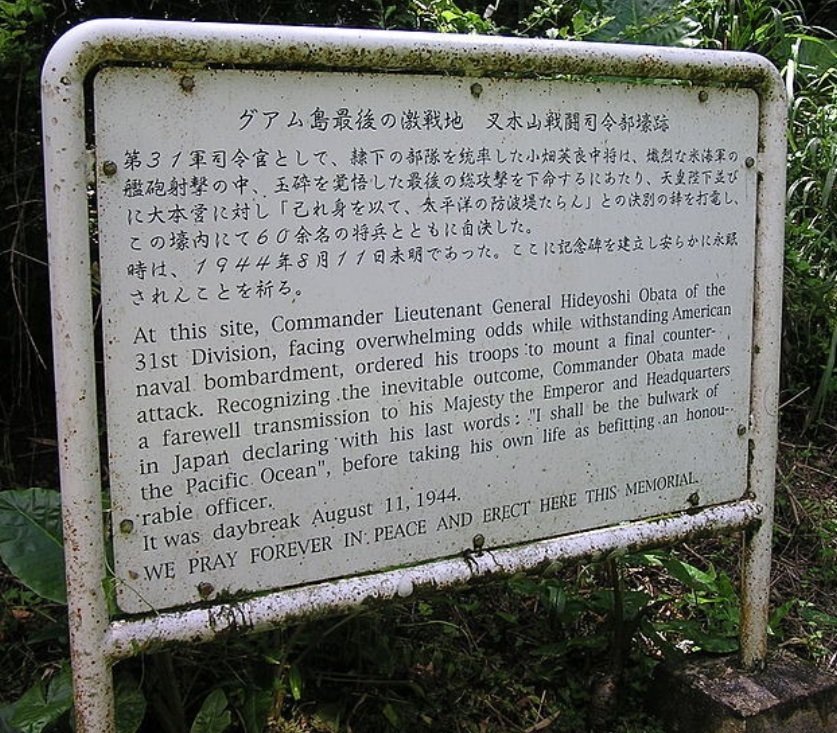 グアム島最後の激戦地　叉木山戦闘司令部壕跡
第31軍司令官として、隷下の部隊を統率した小畑英良中将は、熾烈な米海軍の
艦砲射撃の中、玉砕を覚悟した最後の総攻撃を下命するにあたり、天皇陛下並び
に大本営に対し「己れ身を以て、太平洋の防波堤たらん」との決別の辞を打電し、
この壕内にて60余名の将兵とともに自決した。
時は、1944年8月11日未明であった。ここに記念碑を建立し安らかに永眠
されんことを祈る。
At this site, Commander Lieutenant General Hideyoshi Obata of the
31st Division, facing overwhelming odds while withstanding American
naval bombardment, ordered his troops to mount a final counter-
attack. Recognizing the inevitable outcome, Commander Obata made
a farewell transmission to his Majesty the Emperor and Headquarters
in Japan declaring with his last words: "I shall be the bulwark of
the Pacific Ocean", before taking his own life as befitting an honou-
rable officer.
It was daybreak August 11, 1944.
WE PRAY FOREVER IN PEACE AND ERECT HERE THIS MEMORIAL.